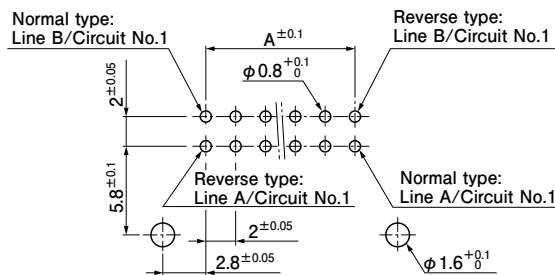 Normal type:
Line B/Circuit No.1
Reverse type:
Line B/Circuit No.1
A±0.1
φ0.8 +0.1 0
2±0.05
5.8±0.1
Reverse type:
Line A/Circuit No.1
Normal type:
Line A/Circuit No.1
2±0.05
2.8±0.05
φ1.6 +0.1 0